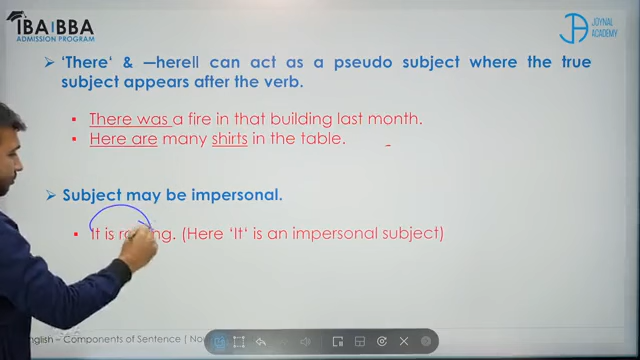 IBA|BBA
ADMISSION PROGRAM
JOYNAL
ACADEMY
‘There‘ & —herell can act as a pseudo subject where the true
subject appears after the verb.
There was a fire in that building last month.
Here are many shirts in the table.
Subject may be impersonal.
It is raining. (Here ‘It‘ is an impersonal subject)
English – Components of Sentence |